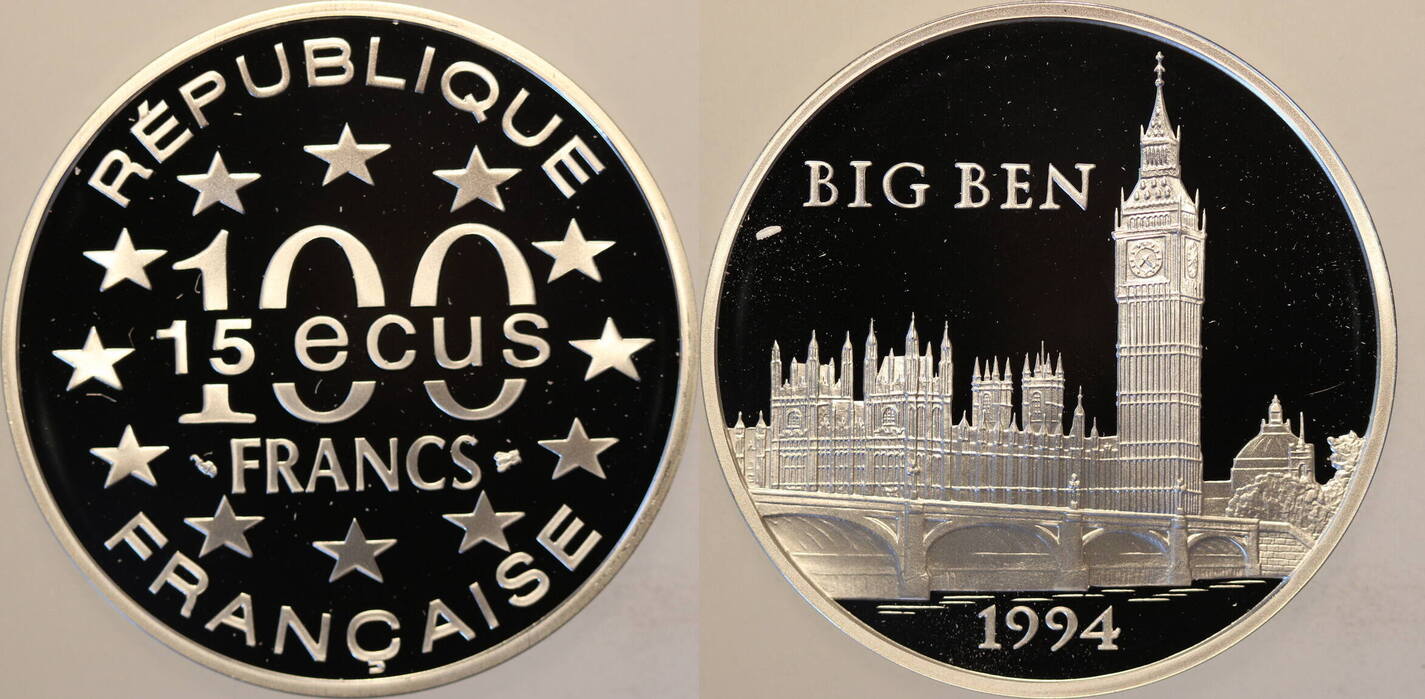 RÉPUBLIQUE
100
15 ecus
FRANCS
FRANÇAISE
BIG BEN
1994